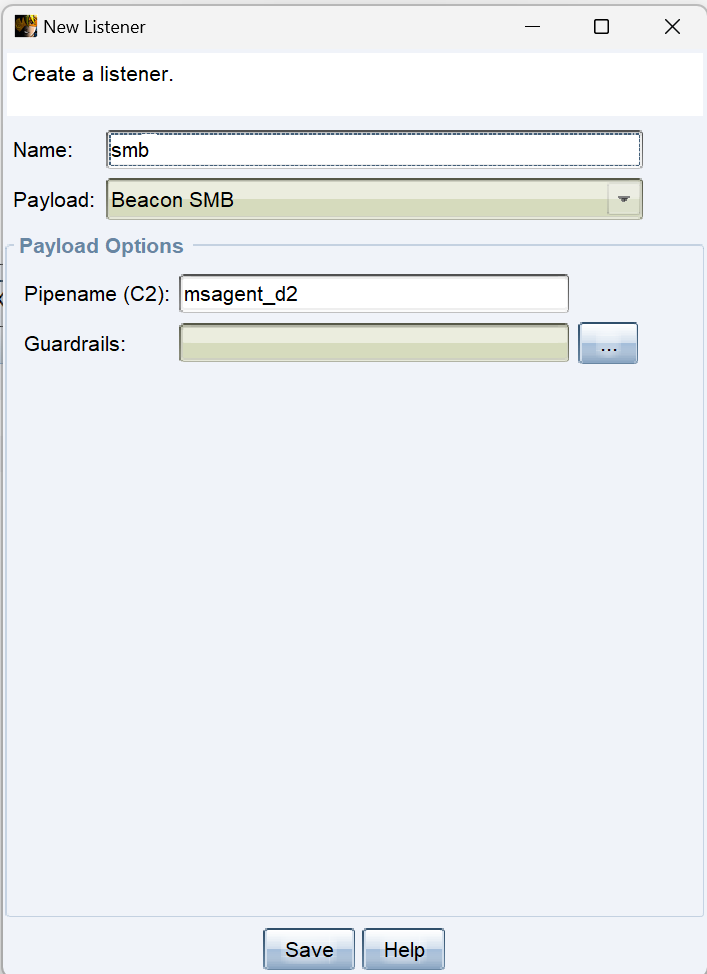 New Listener
Create a listener.
Name: smb
Payload: Beacon SMB
Payload Options
Pipename (C2): msagent_d2
Guardrails: ...
Save Help